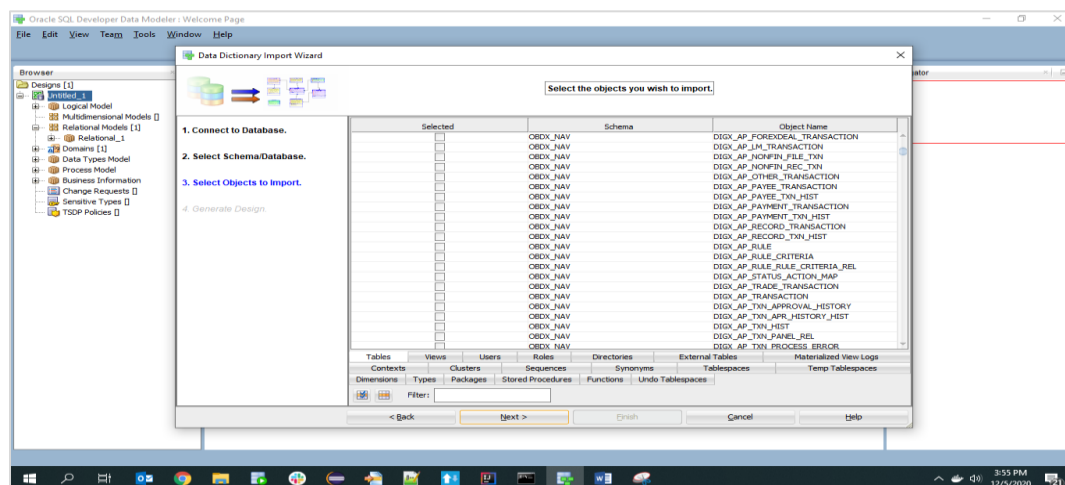 Oracle SQL Developer Data Modeler : Welcome Page
File Edit View Team Tools Window Help
Data Dictionary Import Wizard
Browser
Designs [1]
Untitled_1
Logical Model
Multidimensional Models []
Relational Models [1]
Relational_1
Domains [1]
Data Types Model
Process Model
Business Information
Change Requests []
Sensitive Types []
TSDP Policies []
Select the objects you wish to import.
1. Connect to Database.
2. Select Schema/Database.
3. Select Objects to Import.
4. Generate Design.
Selected Schema Object Name
OBDX_NAV DIGX_AP_FOREXDEAL_TRANSACTION
OBDX_NAV DIGX_AP_LM_TRANSACTION
OBDX_NAV DIGX_AP_NONFIN_FILE_TXN
OBDX_NAV DIGX_AP_NONFIN_REC_TXN
OBDX_NAV DIGX_AP_OTHER_TRANSACTION
OBDX_NAV DIGX_AP_PAYEE_TRANSACTION
OBDX_NAV DIGX_AP_PAYEE_TXN_HIST
OBDX_NAV DIGX_AP_PAYMENT_TRANSACTION
OBDX_NAV DIGX_AP_PAYMENT_TXN_HIST
OBDX_NAV DIGX_AP_RECORD_TRANSACTION
OBDX_NAV DIGX_AP_RECORD_TXN_HIST
OBDX_NAV DIGX_AP_RULE
OBDX_NAV DIGX_AP_RULE_CRITERIA
OBDX_NAV DIGX_AP_RULE_RULE_CRITERIA_REL
OBDX_NAV DIGX_AP_STATUS_ACTION_MAP
OBDX_NAV DIGX_AP_TRADE_TRANSACTION
OBDX_NAV DIGX_AP_TRANSACTION
OBDX_NAV DIGX_AP_TXN_APPROVAL_HISTORY
OBDX_NAV DIGX_AP_TXN_APR_HISTORY_HIST
OBDX_NAV DIGX_AP_TXN_HIST
OBDX_NAV DIGX_AP_TXN_PANEL_REL
OBDX_NAV DIGX_AP_TXN_PROCESS_ERROR
Tables Views Users Roles Directories External Tables Materialized View Logs
Contexts Clusters Sequences Synonyms Tablespaces Temp Tablespaces
Dimensions Types Packages Stored Procedures Functions Undo Tablespaces
Filter:
< Back Next > Finish Cancel Help
3:55 PM
12/5/2020